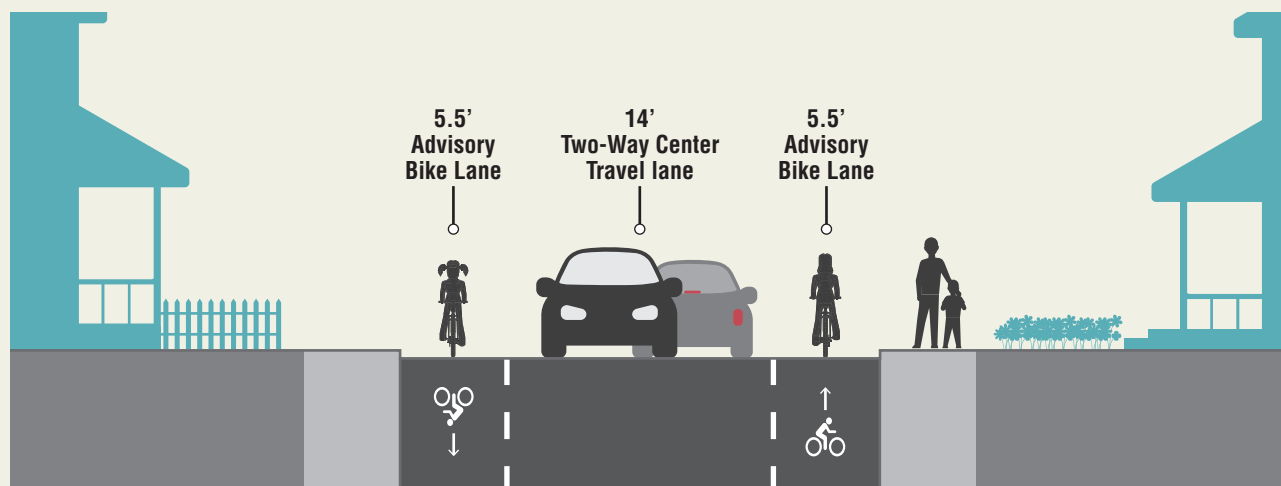 5.5’
Advisory
Bike Lane
14’
Two-Way Center
Travel lane
5.5’
Advisory
Bike Lane